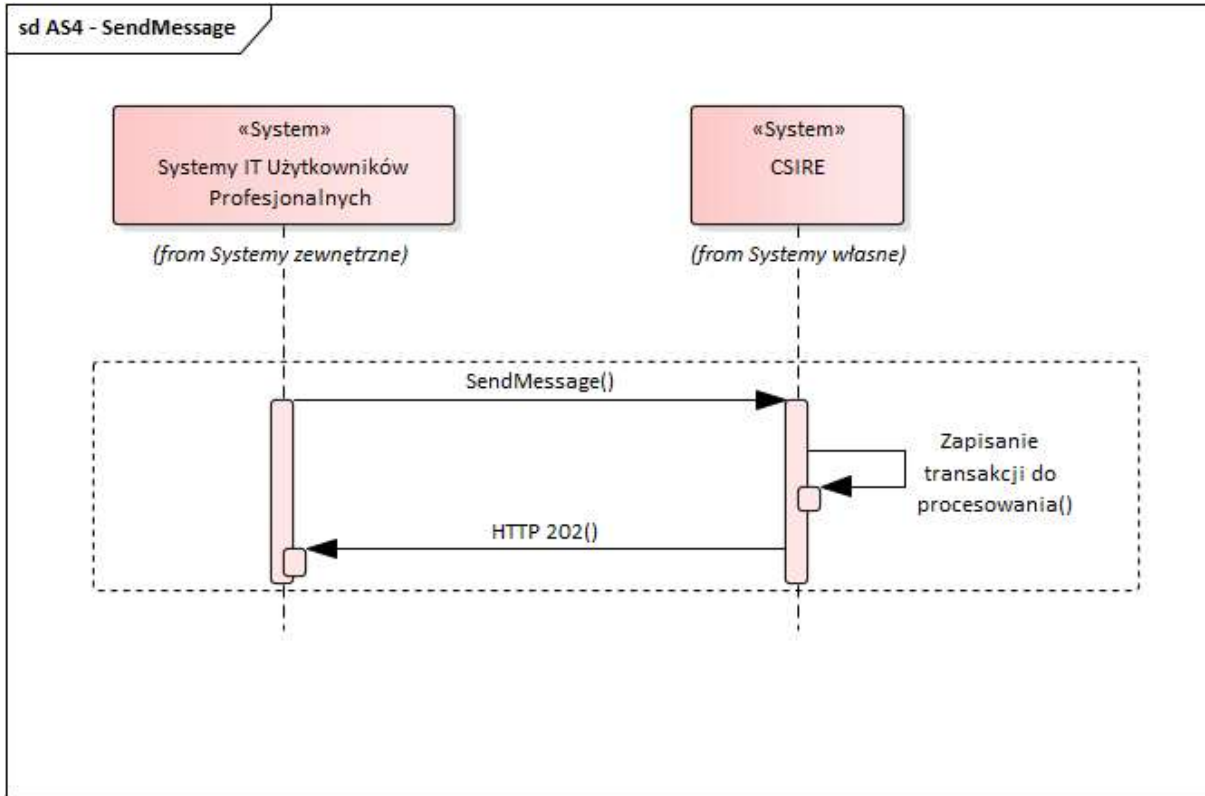 sd AS4 - SendMessage
«System»
Systemy IT Użytkowników
Profesjonalnych
(from Systemy zewnętrzne)
«System»
CSIRE
(from Systemy własne)
SendMessage()
Zapisanie
transakcji do
procesowania()
HTTP 202()